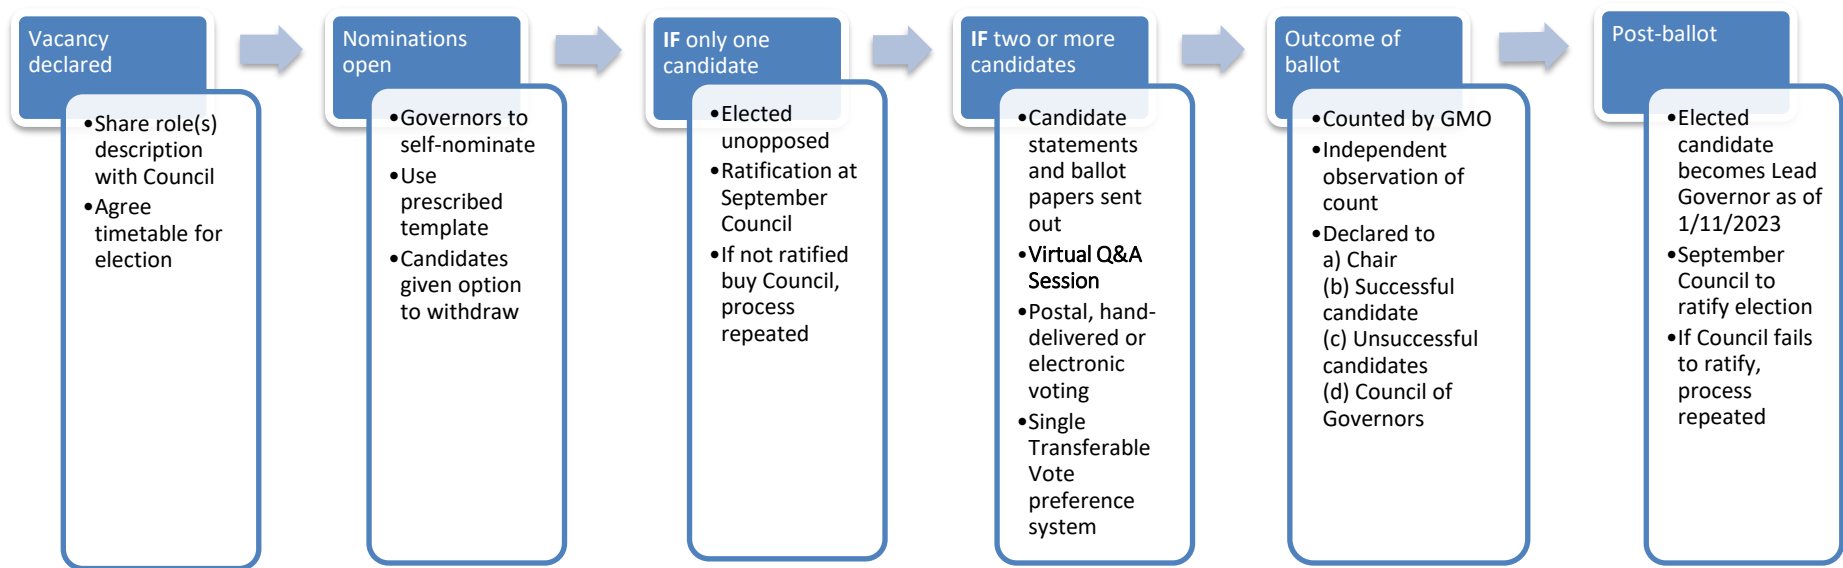 Vacancy
declared
•Share role(s)
description
with Council
•Agree
timetable for
election
Nominations
open
•Governors to
self-nominate
•Use
prescribed
template
•Candidates
given option
to withdraw
IF only one
candidate
•Elected
unopposed
•Ratification at
September
Council
•If not ratified
buy Council,
process
repeated
IF two or more
candidates
•Candidate
statements
and ballot
papers sent
out
•Virtual Q&A
Session
•Postal, hand-
delivered or
electronic
voting
•Single
Transferable
Vote
preference
system
Outcome of
ballot
•Counted by GMO
•Independent
observation of
count
•Declared to
a) Chair
(b) Successful
candidate
(c) Unsuccessful
candidates
(d) Council of
Governors
Post-ballot
•Elected
candidate
becomes Lead
Governor as of
1/11/2023
•September
Council to
ratify election
•If Council fails
to ratify,
process
repeated